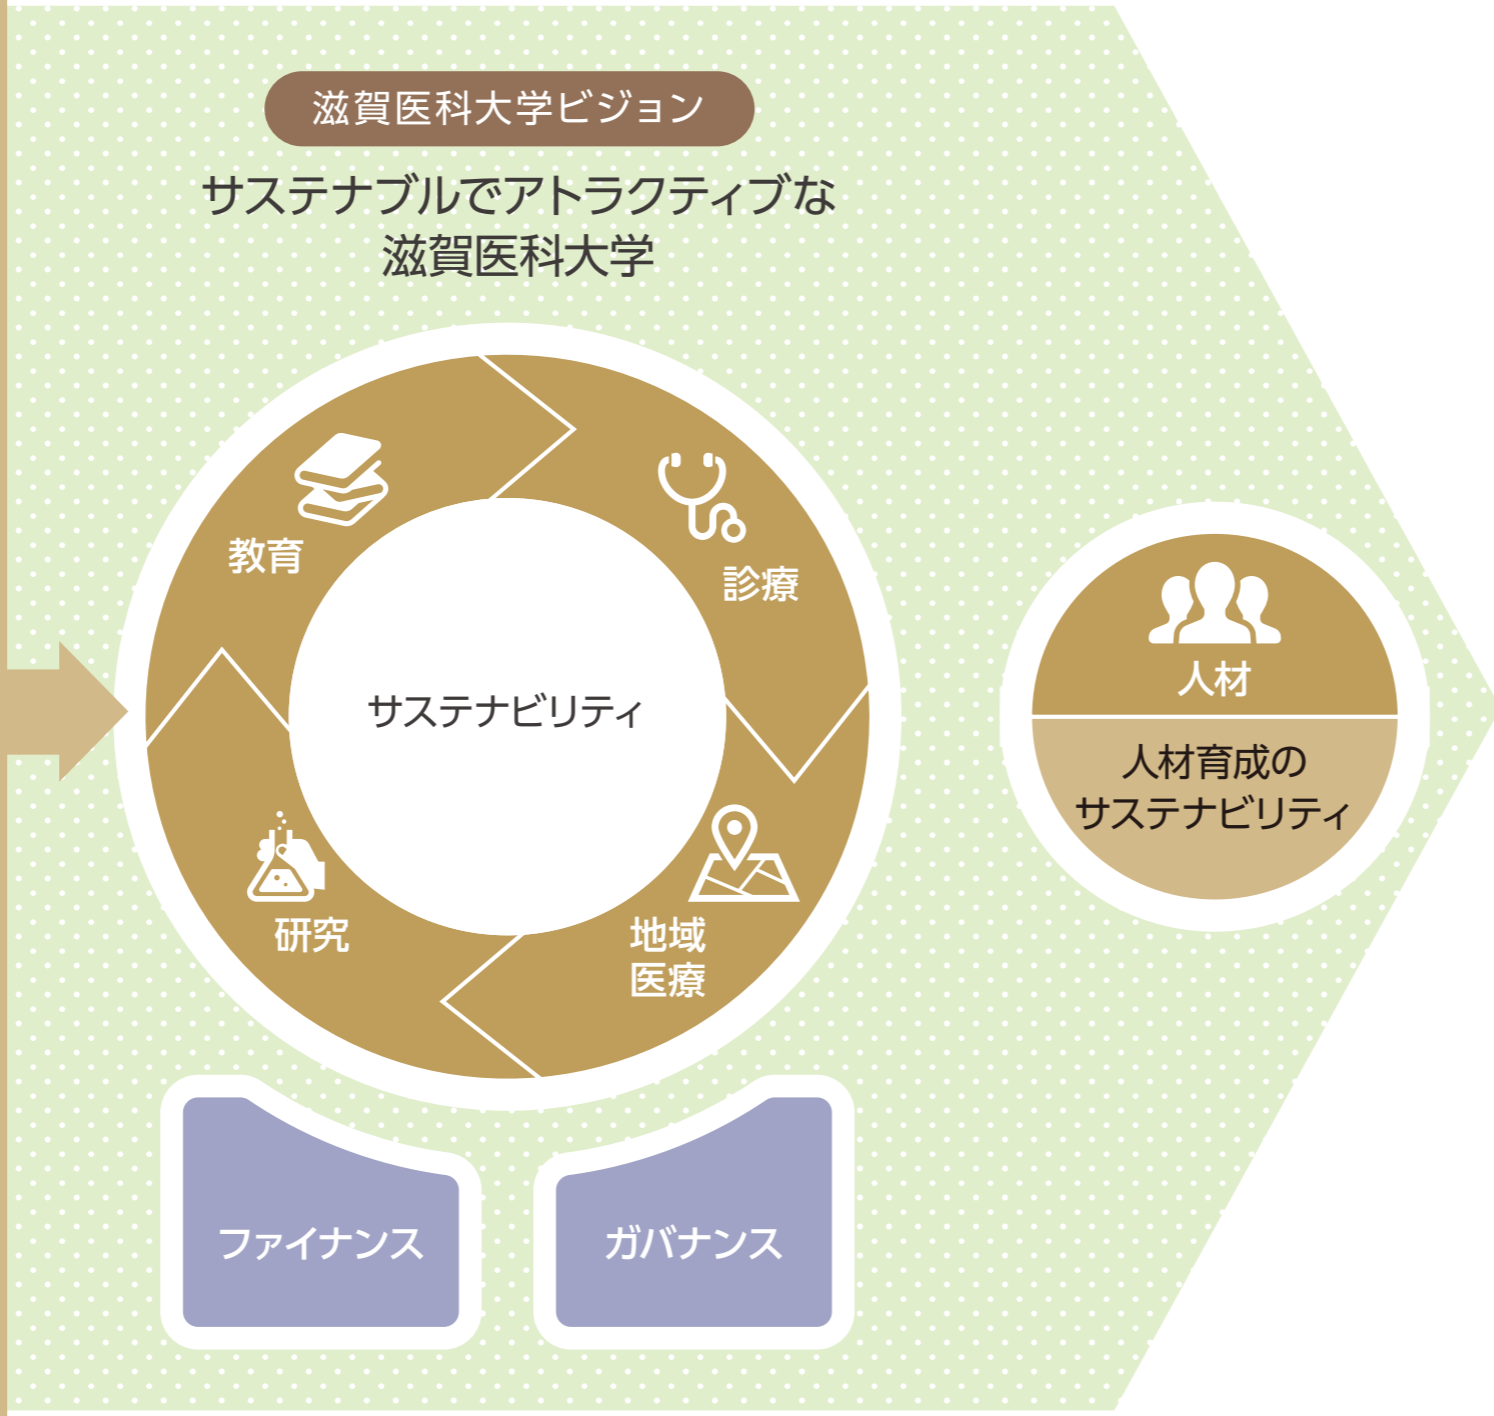 滋賀医科大学ビジョン
サステナブルでアトラクティブな
滋賀医科大学
教育
診療
サステナビリティ
研究
地域
医療
人材
人材育成の
サステナビリティ
ファイナンス
ガバナンス